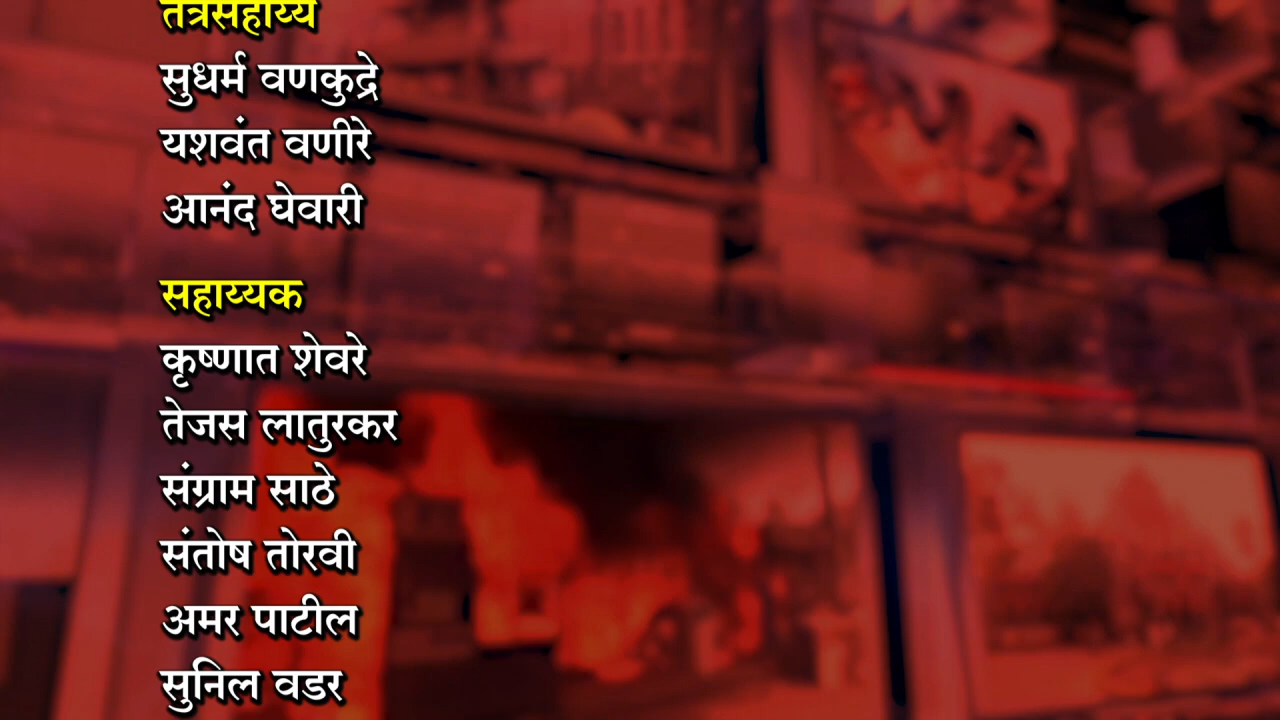 तंत्रसहाय्य
सुधर्म वणकुद्रे
यशवंत वणीरे
आनंद घेवारी
सहाय्यक
कृष्णात शेवरे
तेजस लातुरकर
संग्राम साठे
संतोष तोरवी
अमर पाटील
सुनिल वडर